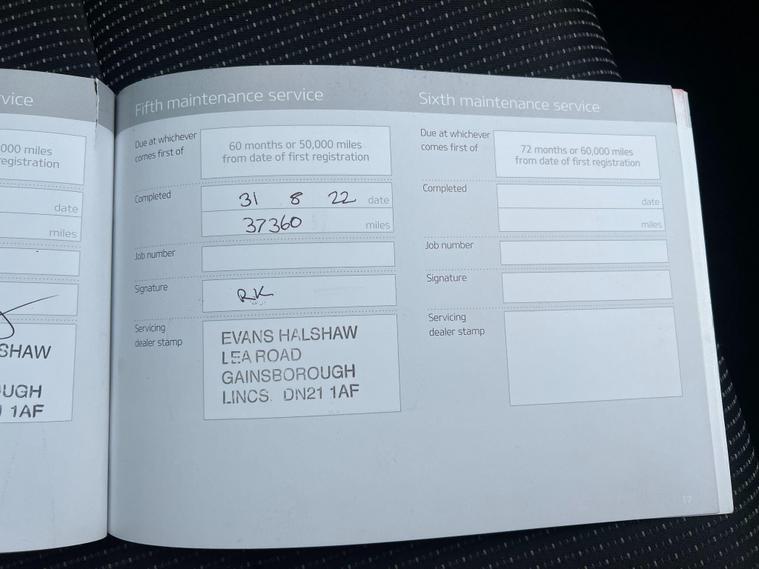 vice
000 miles
registration
date
miles
SHAW
UGH
1AF
Fifth maintenance service
Due at whichever
comes first of
60 months or 50,000 miles
from date of first registration
Completed
31 8 22 date
37360 miles
Job number
Signature
RK
Servicing
dealer stamp
EVANS HALSHAW
LEA ROAD
GAINSBOROUGH
LINCS. DN21 1AF
Sixth maintenance service
Due at whichever
comes first of
72 months or 60,000 miles
from date of first registration
Completed
date
miles
Job number
Signature
Servicing
dealer stamp
17